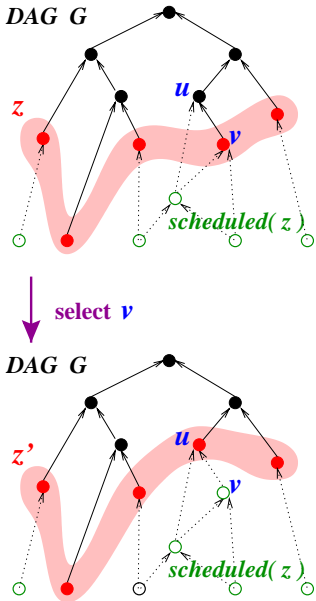 DAG G
u
z
v
scheduled( z )
select v
DAG G
u
z'
v
scheduled( z )